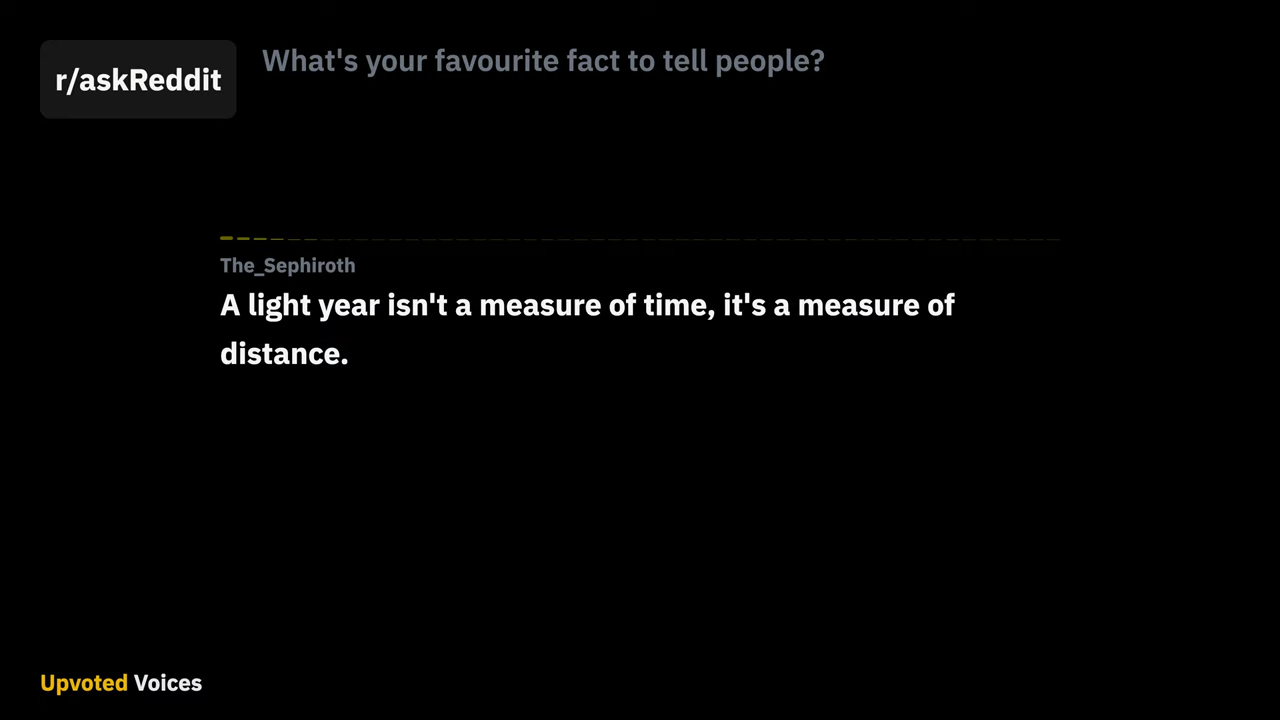 r/askReddit
What's your favourite fact to tell people?
The_Sephiroth
A light year isn't a measure of time, it's a measure of
distance.
Upvoted Voices